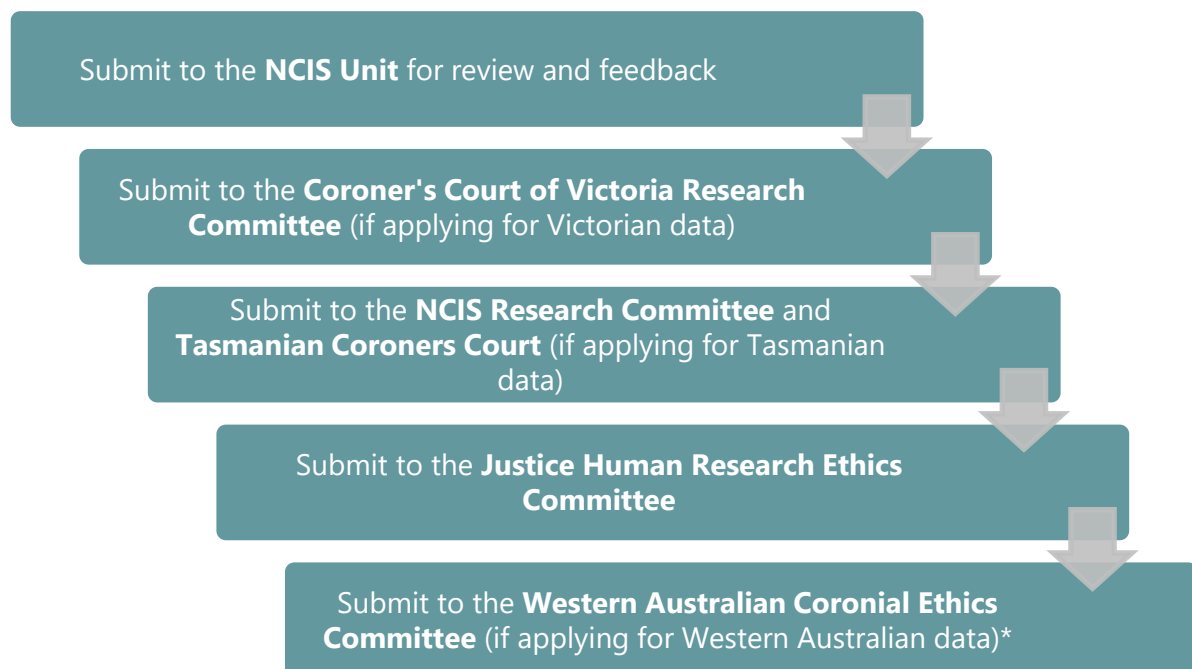 Submit to the NCIS Unit for review and feedback
Submit to the Coroner's Court of Victoria Research
Committee (if applying for Victorian data)
Submit to the NCIS Research Committee and
Tasmanian Coroners Court (if applying for Tasmanian
data)
Submit to the Justice Human Research Ethics
Committee
Submit to the Western Australian Coronial Ethics
Committee (if applying for Western Australian data)*